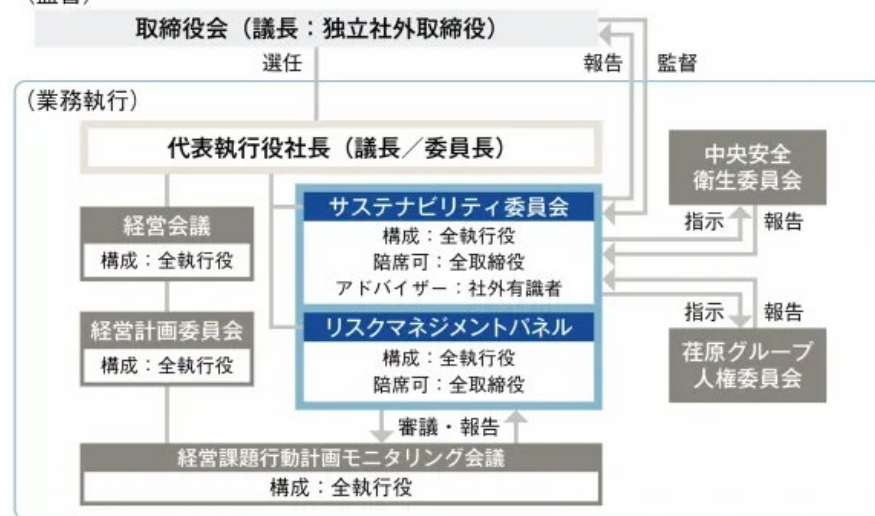 （監督）
取締役会（議長：独立社外取締役）
選任
報告
監督
（業務執行）
代表執行役社長（議長／委員長）
中央安全
衛生委員会
サステナビリティ委員会
構成：全執行役
陪席可：全取締役
アドバイザー：社外有識者
経営会議
構成：全執行役
指示
報告
経営計画委員会
構成：全執行役
リスクマネジメントパネル
構成：全執行役
陪席可：全取締役
指示
報告
荏原グループ
人権委員会
審議・報告
経営課題行動計画モニタリング会議
構成：全執行役